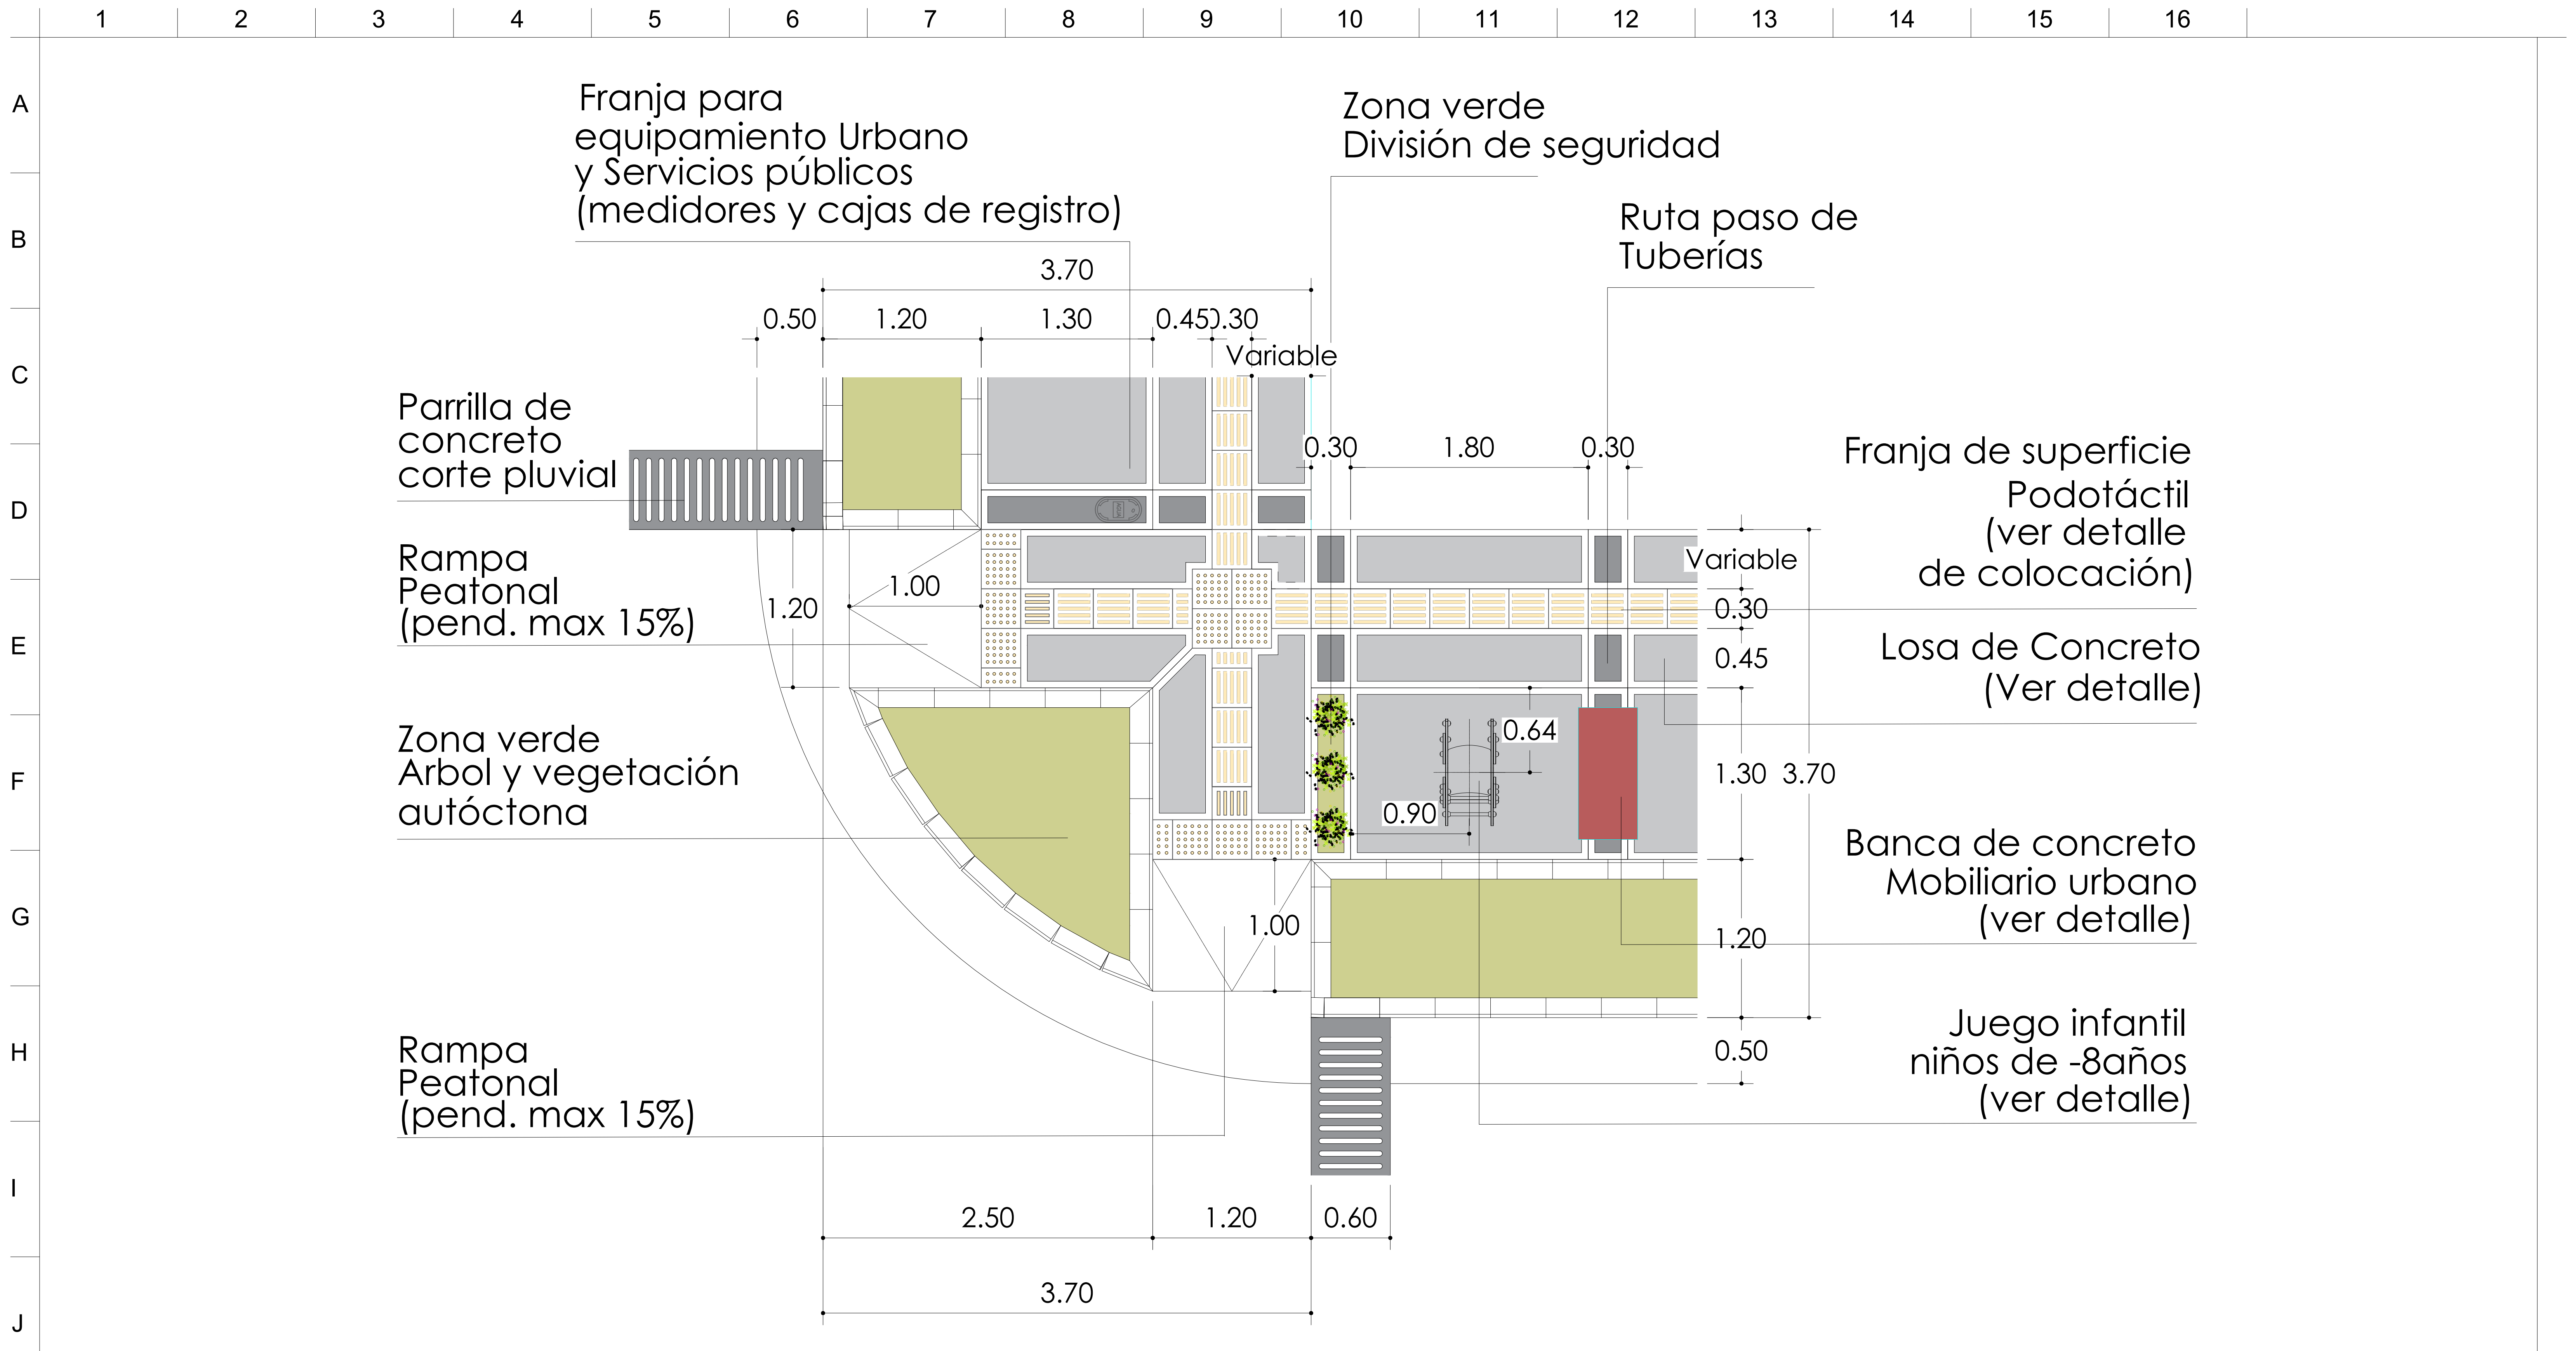 1 2 3 4 5 6 7 8 9 10 11 12 13 14 15 16
A
B
C
D
E
F
G
H
I
J
Franja para
equipamiento Urbano
y Servicios públicos
(medidores y cajas de registro)
Zona verde
División de seguridad
Ruta paso de
Tuberías
3.70
0.50 1.20 1.30 0.45 0.30
Variable
Parrilla de
concreto
corte pluvial
0.30 1.80 0.30
Franja de superficie
Podotáctil
(ver detalle
de colocación)
Rampa
Peatonal
(pend. max 15%)
1.20
1.00
Variable
0.30
0.45
1.30
3.70
1.20
0.50
Losa de Concreto
(Ver detalle)
Zona verde
Arbol y vegetación
autóctona
0.64
0.90
Banca de concreto
Mobiliario urbano
(ver detalle)
1.00
Juego infantil
niños de -8años
(ver detalle)
Rampa
Peatonal
(pend. max 15%)
2.50 1.20 0.60
3.70